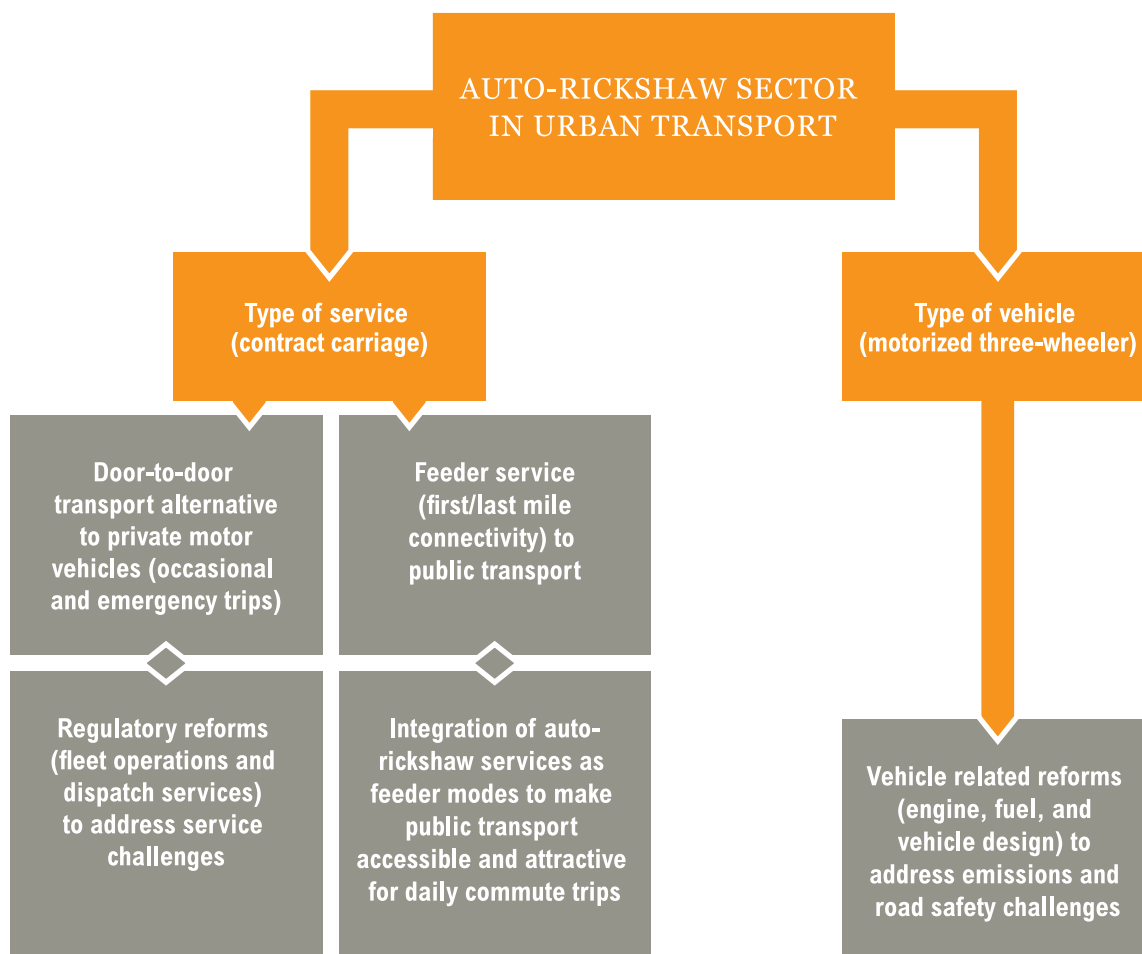 AUTO-RICKSHAW SECTOR
IN URBAN TRANSPORT
Type of service
(contract carriage)
Type of vehicle
(motorized three-wheeler)
Door-to-door
transport alternative
to private motor
vehicles (occasional
and emergency trips)
Feeder service
(first/last mile
connectivity) to
public transport
Regulatory reforms
(fleet operations and
dispatch services)
to address service
challenges
Integration of auto-
rickshaw services as
feeder modes to make
public transport
accessible and attractive
for daily commute trips
Vehicle related reforms
(engine, fuel, and
vehicle design) to
address emissions and
road safety challenges